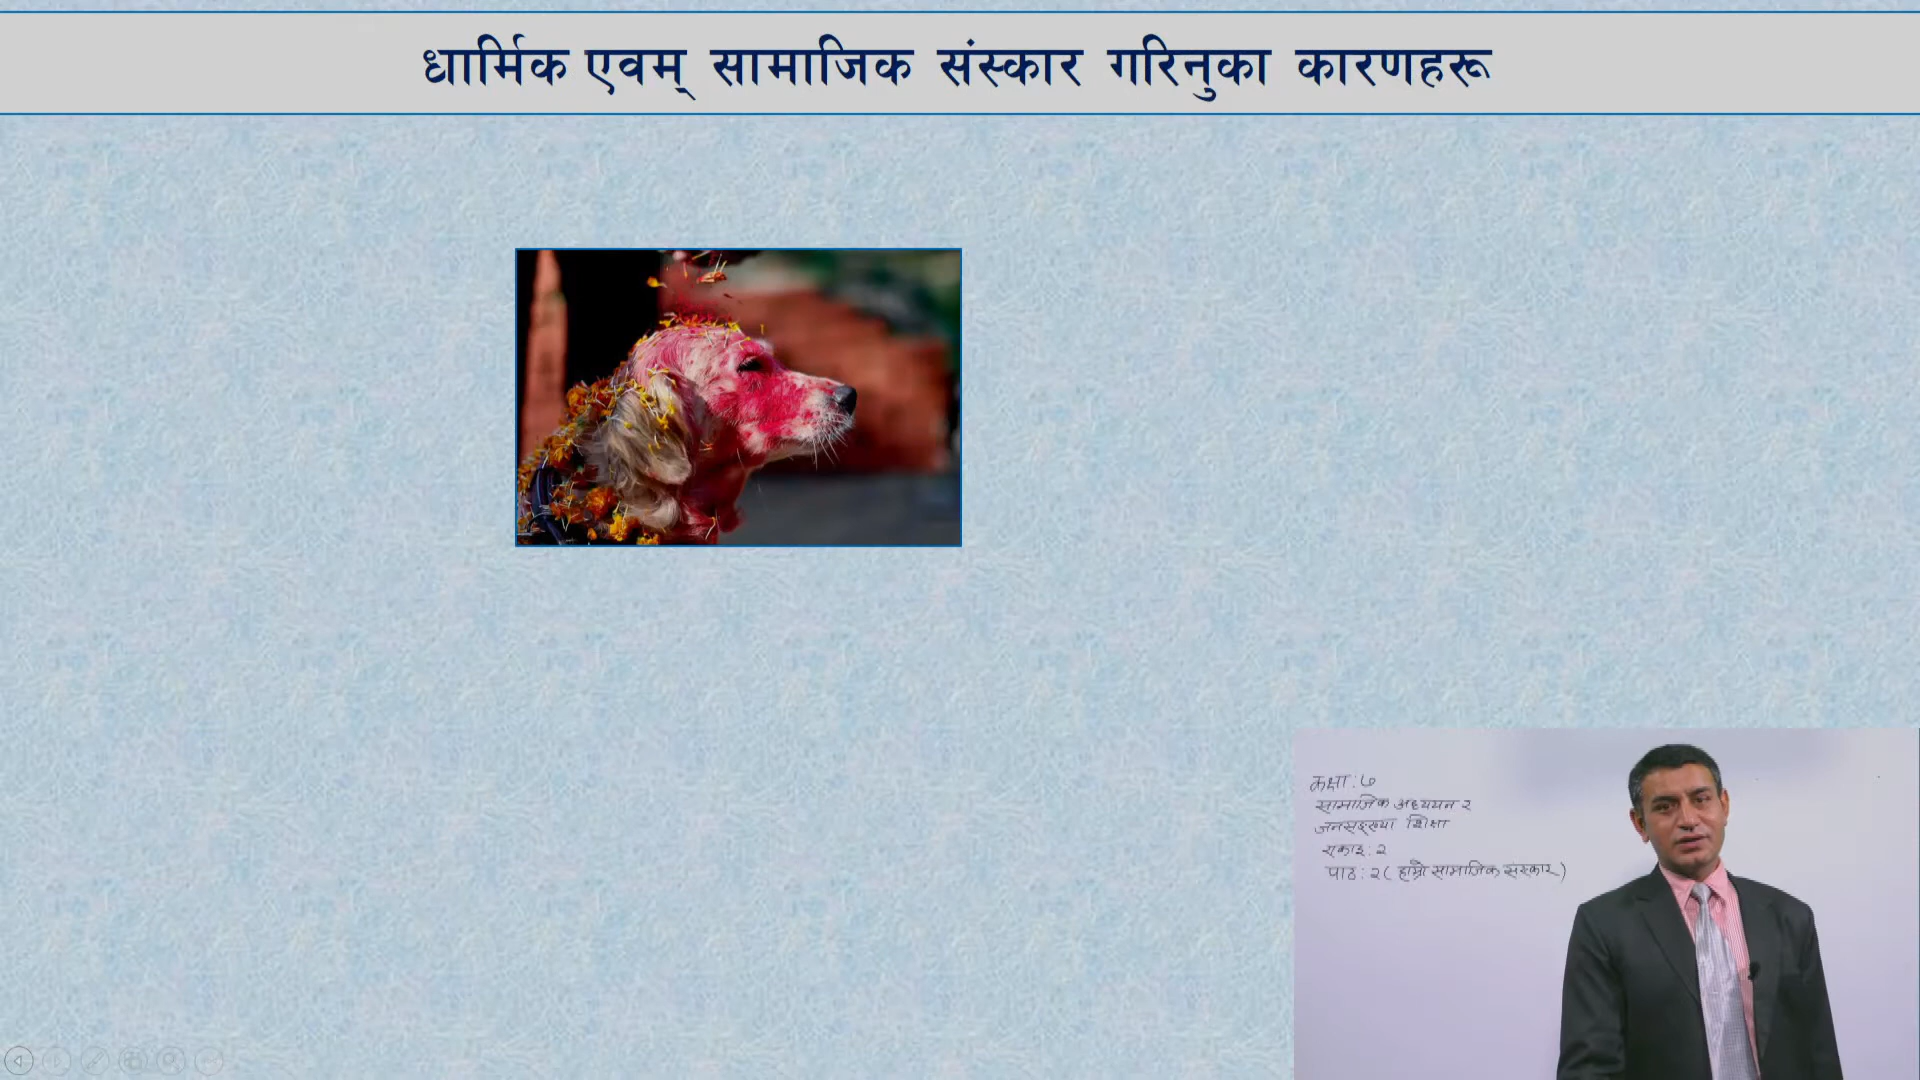 धार्मिक एवम् सामाजिक संस्कार गरिनुका कारणहरू
कक्षा : ७
सामाजिक अध्ययन र
जनसङ्ख्या शिक्षा
एकाइ : २
पाठ : २ ( हाम्रो सामाजिक संस्कार )